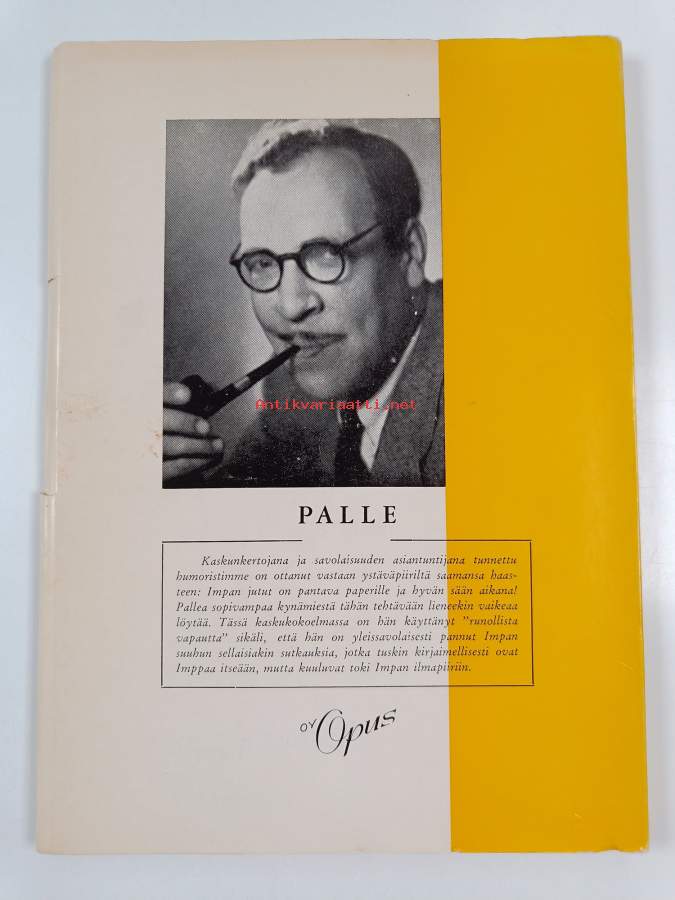 Antikvariaatti.net
PALLE
Kaskunkertojana ja savolaisuuden asiantuntijana tunnettu
humoristimme on ottanut vastaan ystäväpiiriltä saamansa haas-
teen: Impan jutut on pantava paperille ja hyvän sään aikana!
Pallea sopivampaa kynämiestä tähän tehtävään lieneekin vaikeaa
löytää. Tässä kaskukokoelmassa on hän käyttänyt ”runollista
vapautta” sikäli, että hän on yleissavolaisesti pannut Impan
suuhun sellaisiakin sutkauksia, jotka tuskin kirjaimellisesti ovat
Imppaa itseään, mutta kuuluvat toki Impan ilmapiiriin.
OY Opus